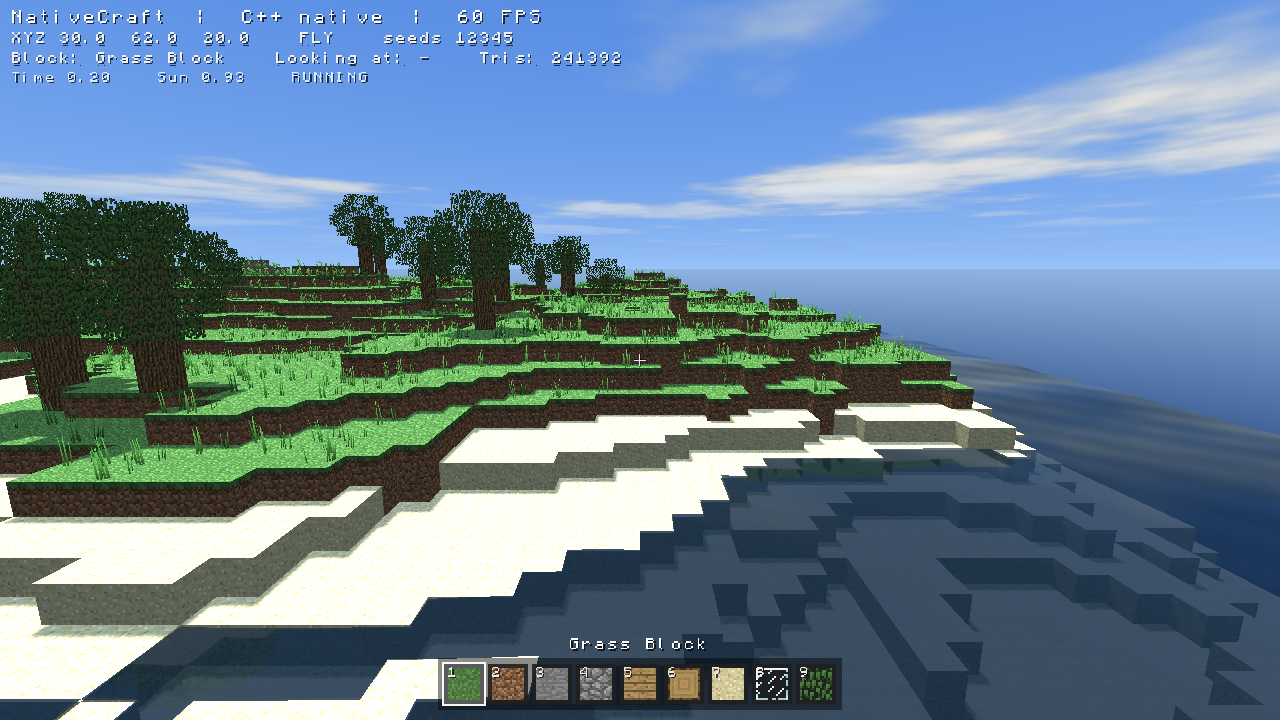 NativeCraft | C++ native | 60 FPS
XYZ 30.0 62.0 20.0 FLY seeds 12345
Block: Grass Block Looking at: - Tris: 241392
Time 0.20 Sun 0.93 RUNNING
Grass Block
1 2 3 4 5 6 7 8 9